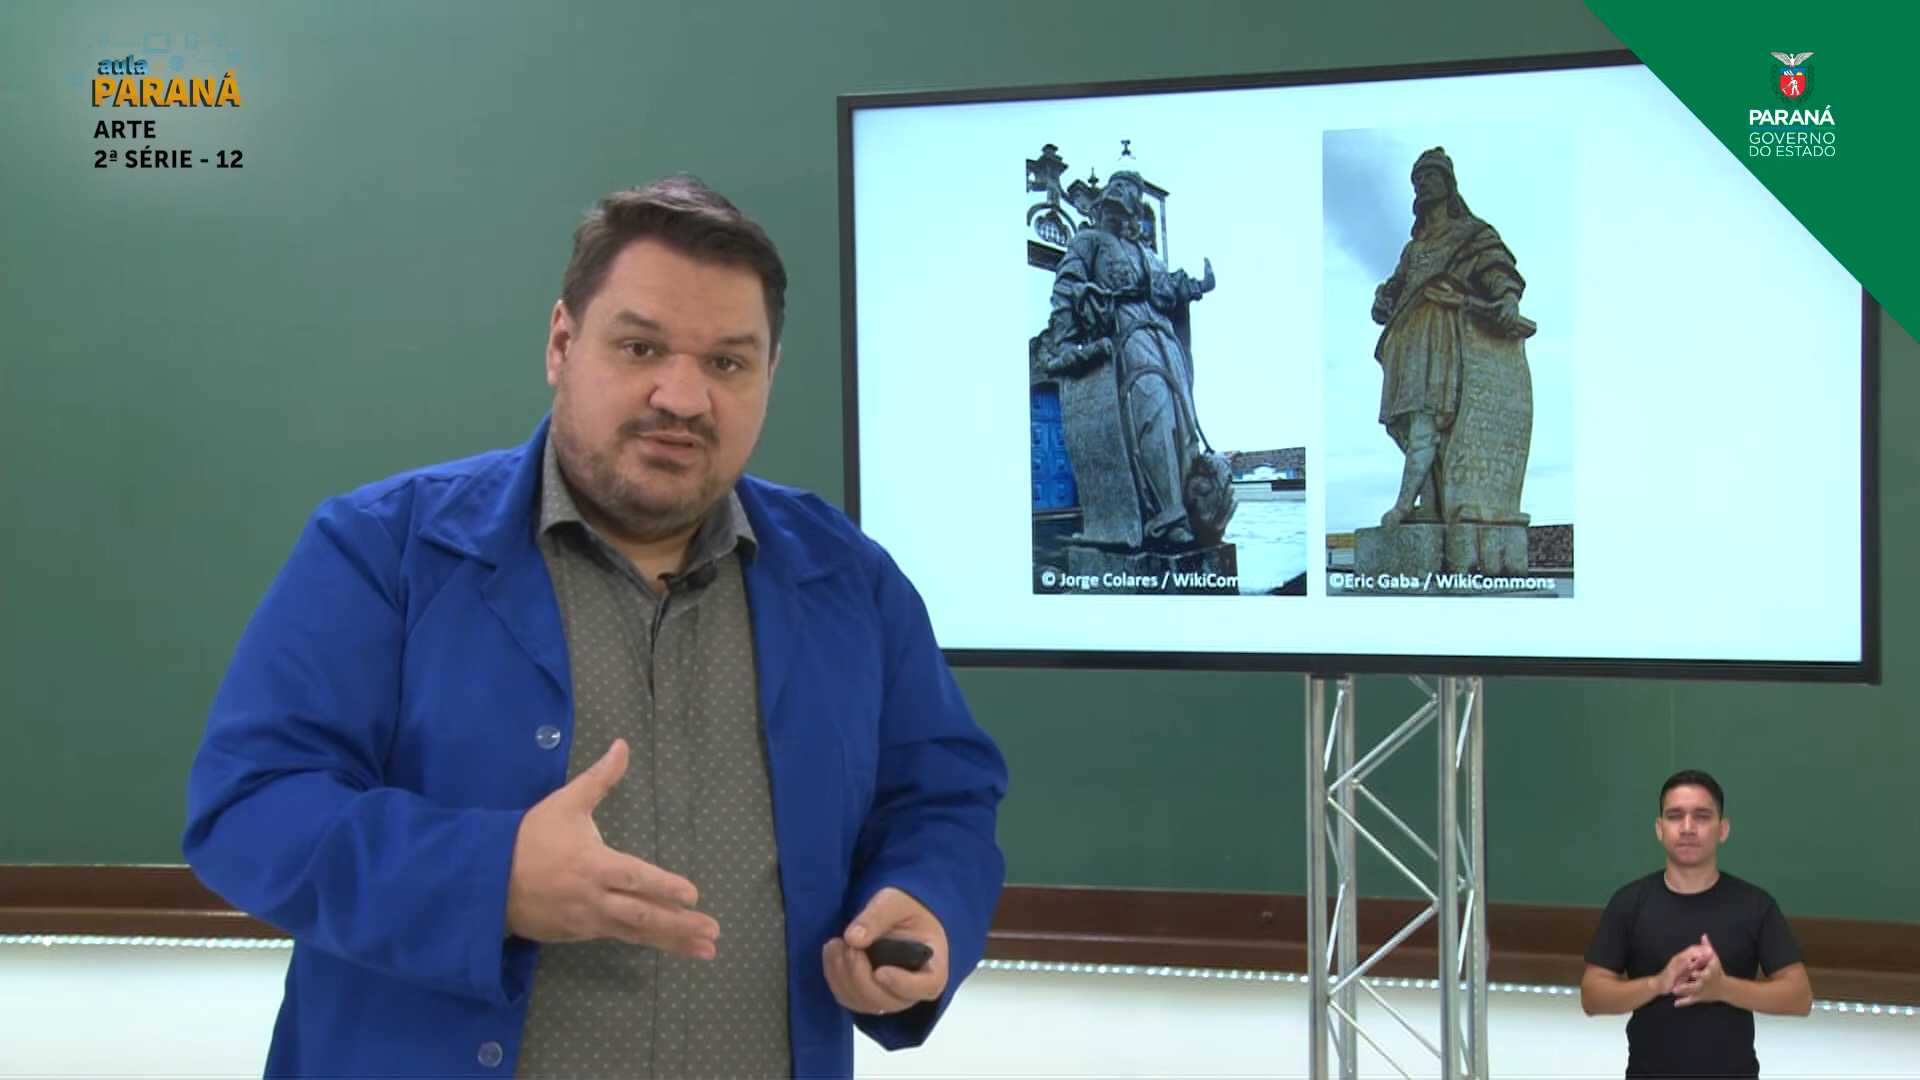 aula
PARANÁ
ARTE
2ª SÉRIE - 12
PARANÁ
GOVERNO
DO ESTADO
© Jorge Colares / WikiCommons
©Eric Gaba / WikiCommons